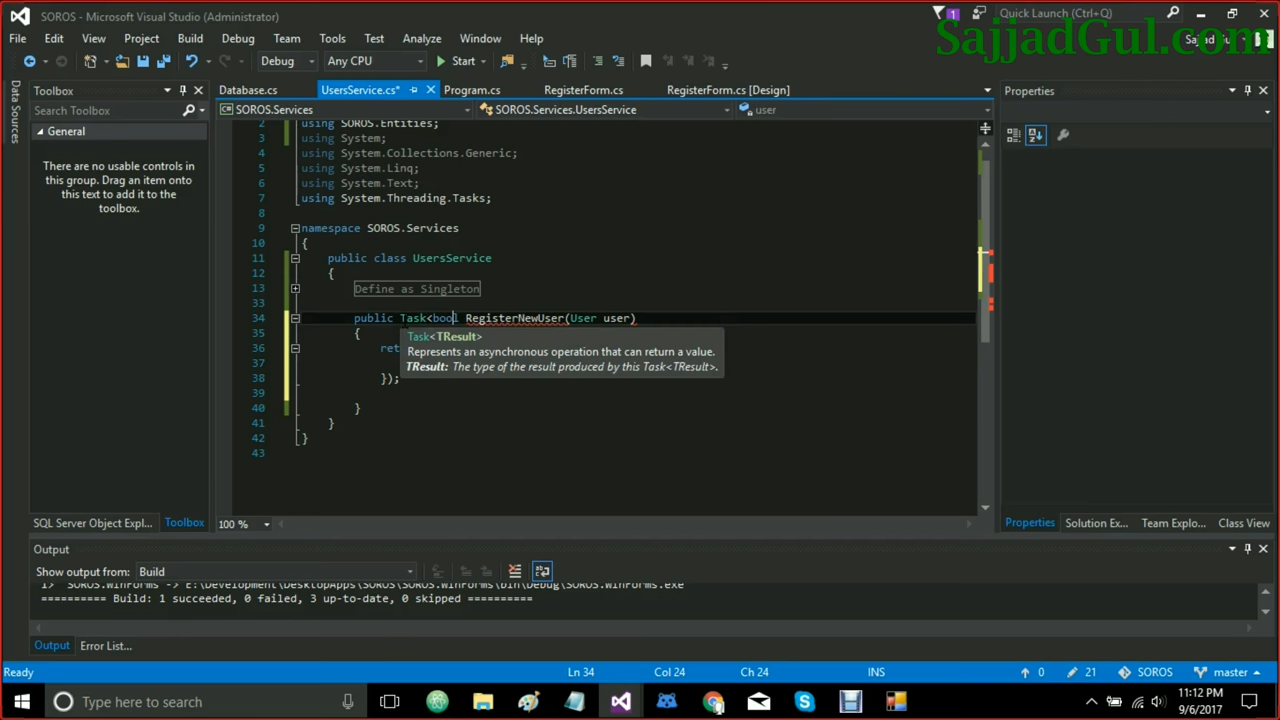 SOROS - Microsoft Visual Studio (Administrator)
1
Quick Launch (Ctrl+Q)
SajjadGul.com
File Edit View Project Build Debug Team Tools Test Analyze Window Help
Debug Any CPU Start
Data Sources
Toolbox
Search Toolbox
General
There are no usable controls in
this group. Drag an item onto
this text to add it to the
toolbox.
SQL Server Object Expl... Toolbox
Database.cs UsersService.cs* Program.cs RegisterForm.cs RegisterForm.cs [Design]
SOROS.Services SOROS.Services.UsersService user
2 using SOROS.Entities;
3 using System;
4 using System.Collections.Generic;
5 using System.Linq;
6 using System.Text;
7 using System.Threading.Tasks;
8
9 namespace SOROS.Services
10 {
11 public class UsersService
12 {
13 Define as Singleton
33
34 public Task<bool RegisterNewUser(User user)
35 {
36 ret
37
38 });
39
40 }
41 }
42 }
43
Task<TResult>
Represents an asynchronous operation that can return a value.
TResult: The type of the result produced by this Task<TResult>.
100 %
Properties
Properties Solution Ex... Team Explo... Class View
Output
Show output from: Build
1> SOROS.WinForms -> E:\Development\DesktopApps\SOROS\SOROS.WinForms\bin\Debug\SOROS.WinForms.exe
========== Build: 1 succeeded, 0 failed, 3 up-to-date, 0 skipped ==========
Output Error List...
Ready Ln 34 Col 24 Ch 24 INS 0 21 SOROS master
Type here to search
11:12 PM
9/6/2017